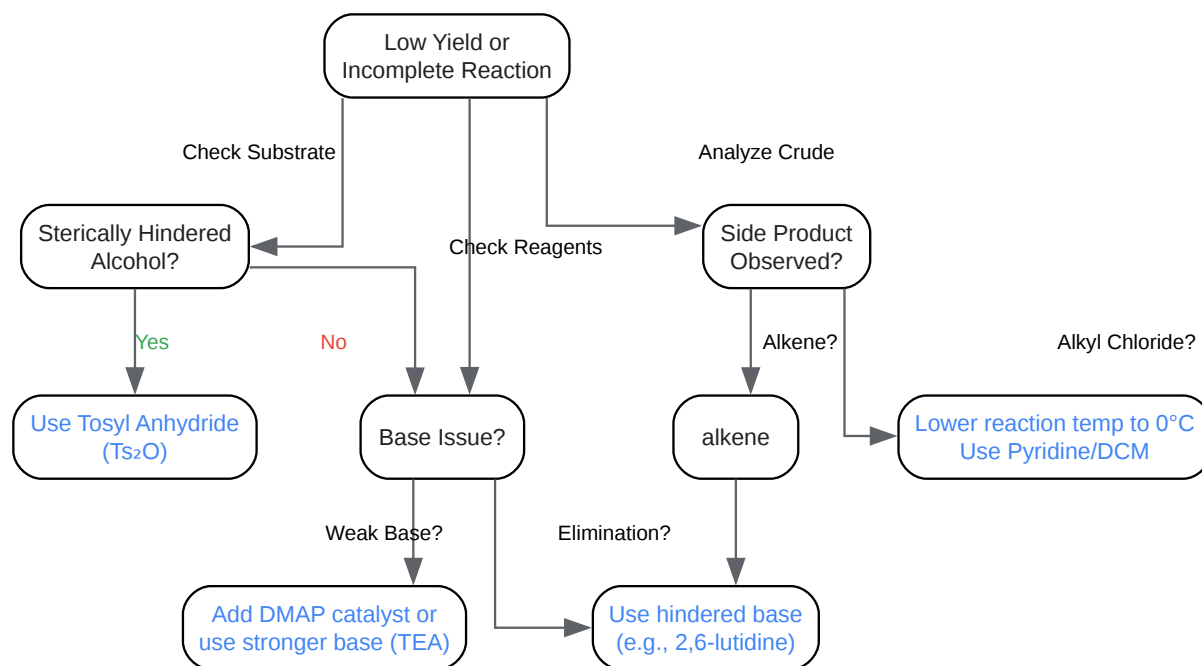 Low Yield or
Incomplete Reaction
Check Substrate
Analyze Crude
Sterically Hindered
Alcohol?
Check Reagents
Side Product
Observed?
Yes
No
Alkene?
Alkyl Chloride?
Use Tosyl Anhydride
(Ts₂O)
Base Issue?
alkene
Lower reaction temp to 0°C
Use Pyridine/DCM
Weak Base?
Elimination?
Add DMAP catalyst or
use stronger base (TEA)
Use hindered base
(e.g., 2,6-lutidine)